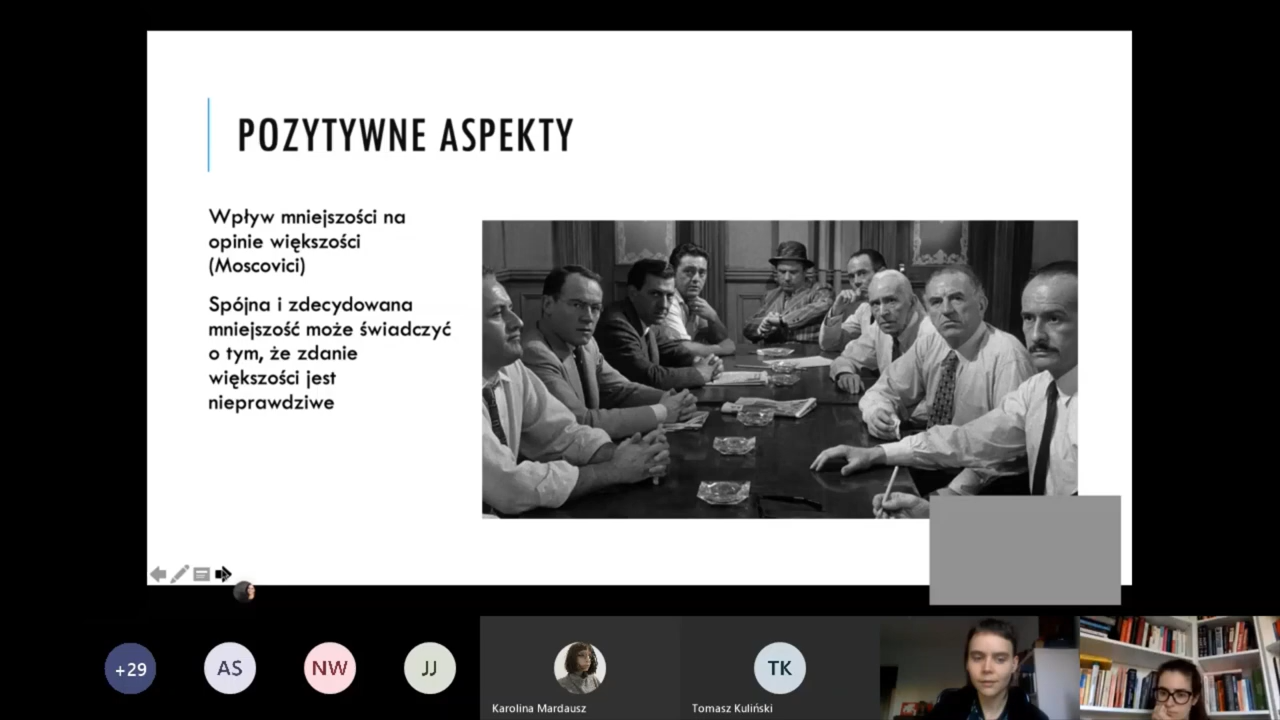 POZYTYWNE ASPEKTY
Wpływ mniejszości na
opinie większości
(Moscovici)
Spójna i zdecydowana
mniejszość może świadczyć
o tym, że zdanie
większości jest
nieprawdziwe
+29
AS
NW
JJ
Karolina Mardausz
TK
Tomasz Kuliński